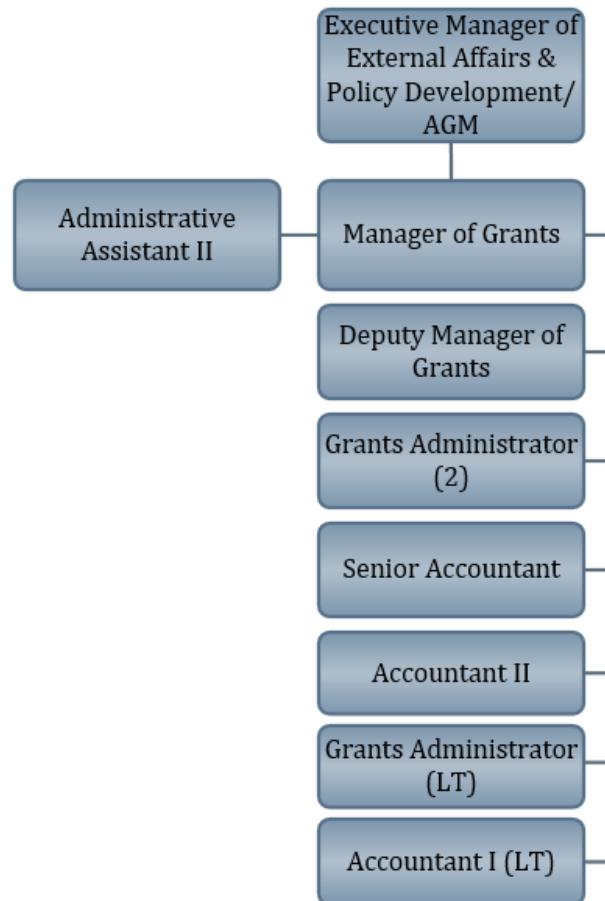 Executive Manager of
External Affairs &
Policy Development/
AGM
Administrative
Assistant II
Manager of Grants
Deputy Manager of
Grants
Grants Administrator
(2)
Senior Accountant
Accountant II
Grants Administrator
(LT)
Accountant I (LT)